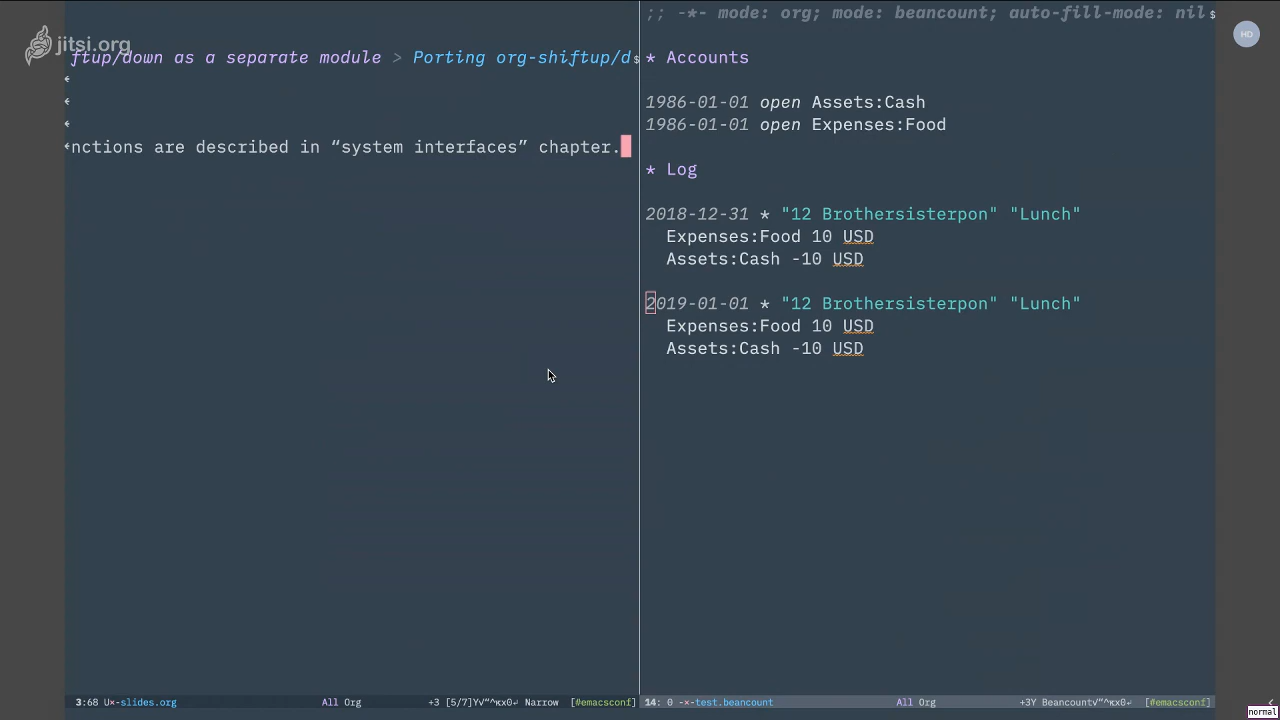 jitsi.org
ftup/down as a separate module > Porting org-shiftup/d$
nctions are described in “system interfaces” chapter.
3:68 U×-slides.org All Org +3 [5/7] Narrow [#emacsconf]
;; -*- mode: org; mode: beancount; auto-fill-mode: nil$
* Accounts
1986-01-01 open Assets:Cash
1986-01-01 open Expenses:Food
* Log
2018-12-31 * "12 Brothersisterpon" "Lunch"
Expenses:Food 10 USD
Assets:Cash -10 USD
2019-01-01 * "12 Brothersisterpon" "Lunch"
Expenses:Food 10 USD
Assets:Cash -10 USD
14: 0 -×-test.beancount All Org +3Y [#emacsconf]
HD
normal